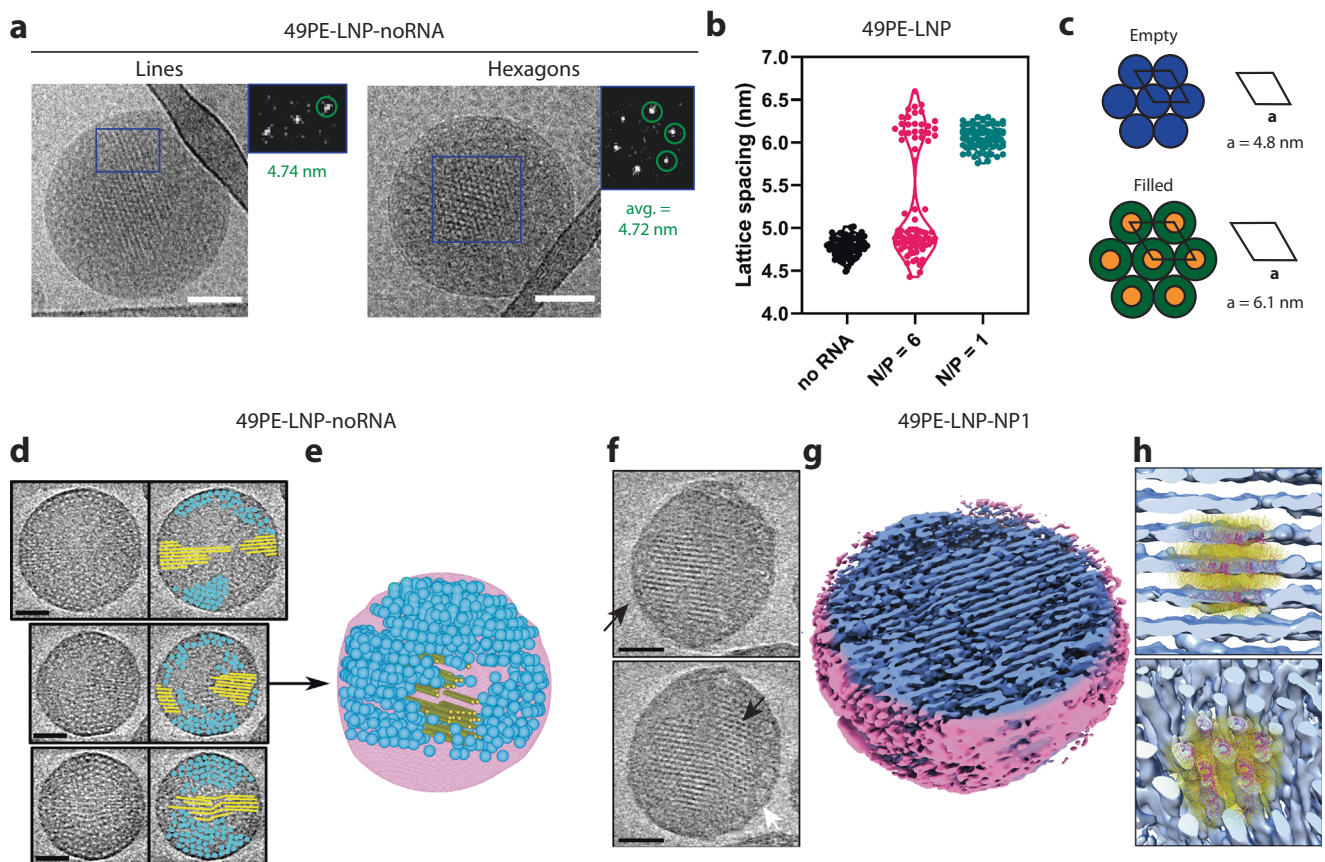 a
49PE-LNP-noRNA
Lines
Hexagons
4.74 nm
avg. =
4.72 nm
b
49PE-LNP
Lattice spacing (nm)
7.0
6.5
6.0
5.5
5.0
4.5
4.0
no RNA
N/P = 6
N/P = 1
c
Empty
a
a = 4.8 nm
Filled
a
a = 6.1 nm
49PE-LNP-noRNA
49PE-LNP-NP1
d
e
f
g
h